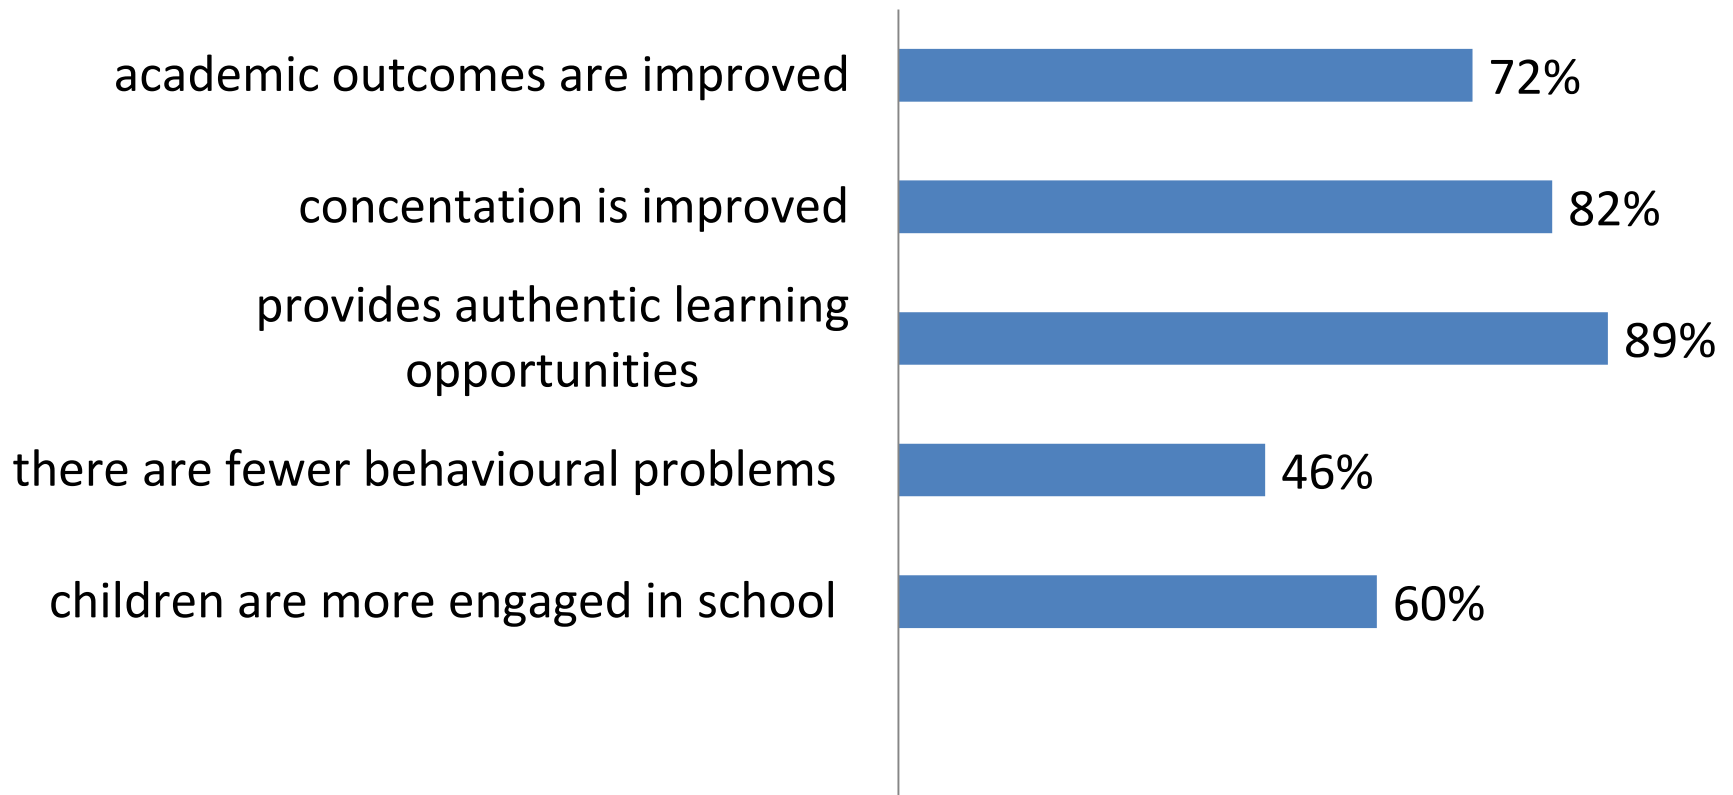 academic outcomes are improved 72%
concentation is improved 82%
provides authentic learning
opportunities 89%
there are fewer behavioural problems 46%
children are more engaged in school 60%